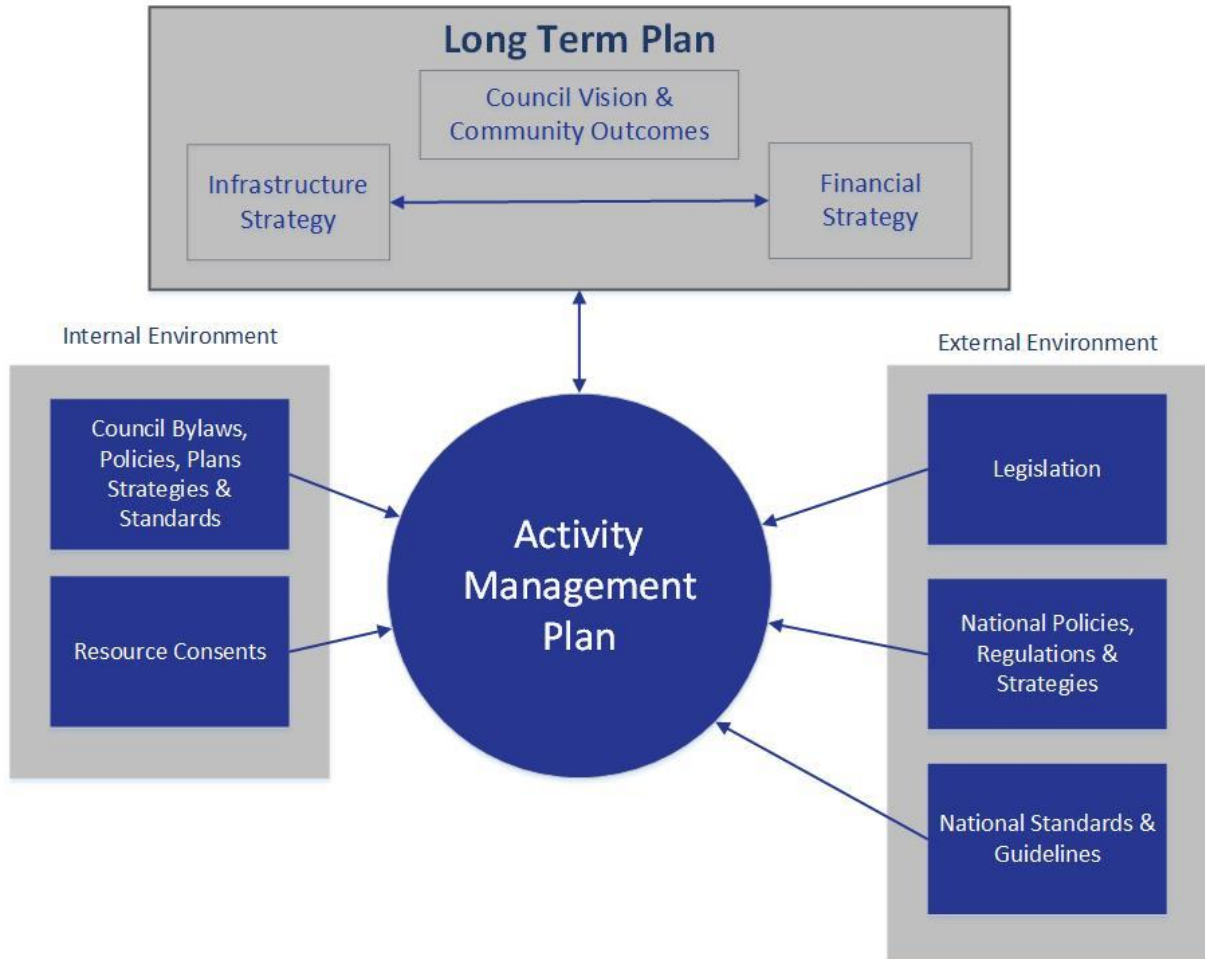 Long Term Plan
Council Vision &
Community Outcomes
Infrastructure
Strategy
Financial
Strategy
Internal Environment
Council Bylaws,
Policies, Plans
Strategies &
Standards
Resource Consents
Activity
Management
Plan
External Environment
Legislation
National Policies,
Regulations &
Strategies
National Standards &
Guidelines